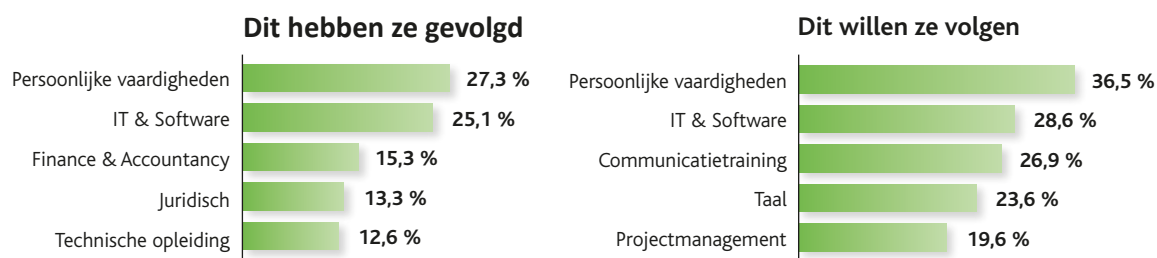 Dit hebben ze gevolgd
Persoonlijke vaardigheden 27,3 %
IT & Software 25,1 %
Finance & Accountancy 15,3 %
Juridisch 13,3 %
Technische opleiding 12,6 %
Dit willen ze volgen
Persoonlijke vaardigheden 36,5 %
IT & Software 28,6 %
Communicatietraining 26,9 %
Taal 23,6 %
Projectmanagement 19,6 %